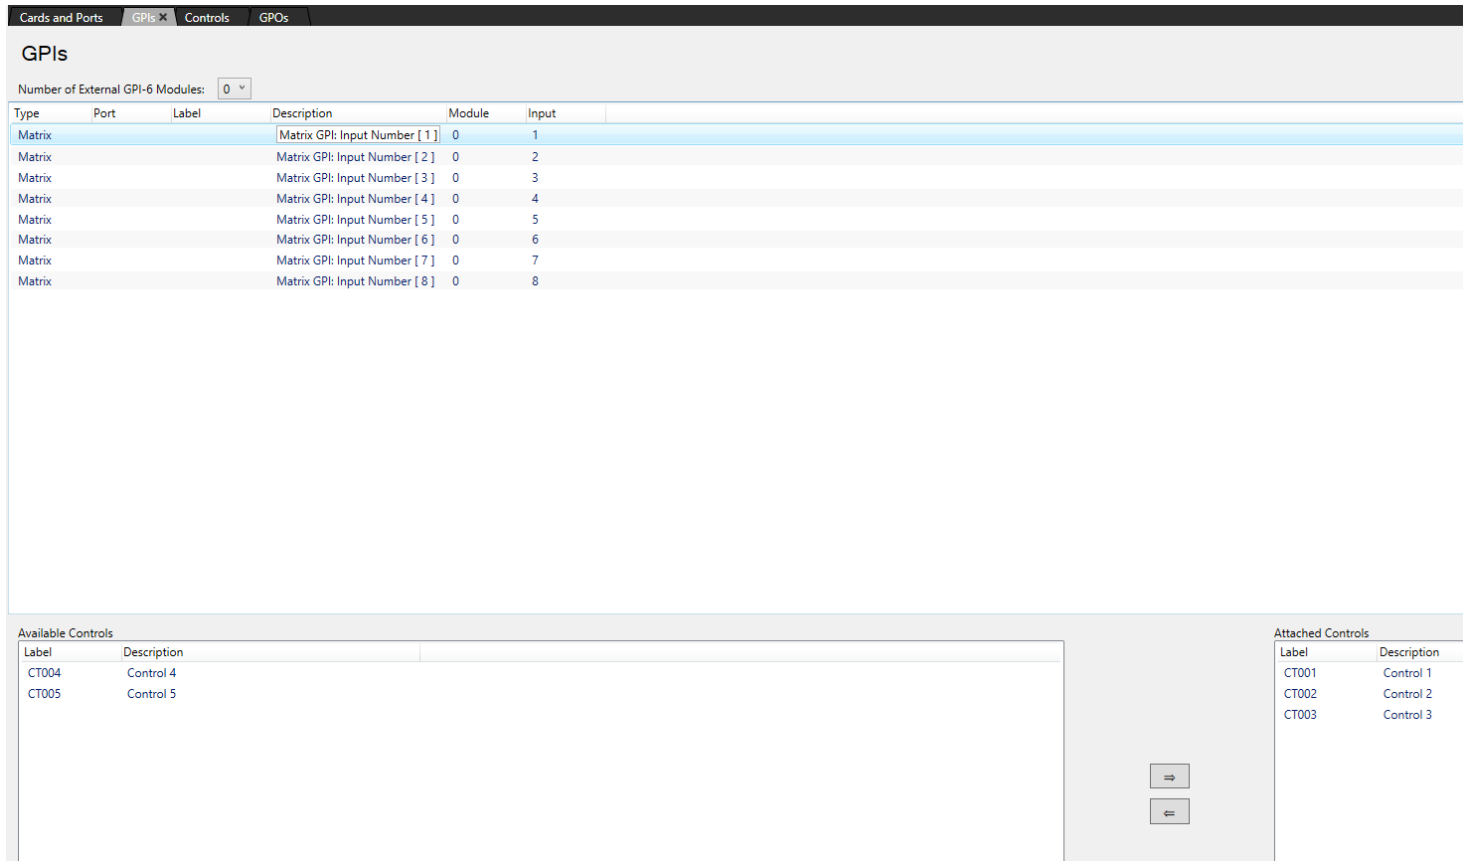 Cards and Ports GPIs Controls GPOs
GPIs
Number of External GPI-6 Modules: 0
Type Port Label Description Module Input
Matrix Matrix GPI: Input Number [ 1 ] 0 1
Matrix Matrix GPI: Input Number [ 2 ] 0 2
Matrix Matrix GPI: Input Number [ 3 ] 0 3
Matrix Matrix GPI: Input Number [ 4 ] 0 4
Matrix Matrix GPI: Input Number [ 5 ] 0 5
Matrix Matrix GPI: Input Number [ 6 ] 0 6
Matrix Matrix GPI: Input Number [ 7 ] 0 7
Matrix Matrix GPI: Input Number [ 8 ] 0 8
Available Controls
Label Description
CT004 Control 4
CT005 Control 5
Attached Controls
Label Description
CT001 Control 1
CT002 Control 2
CT003 Control 3